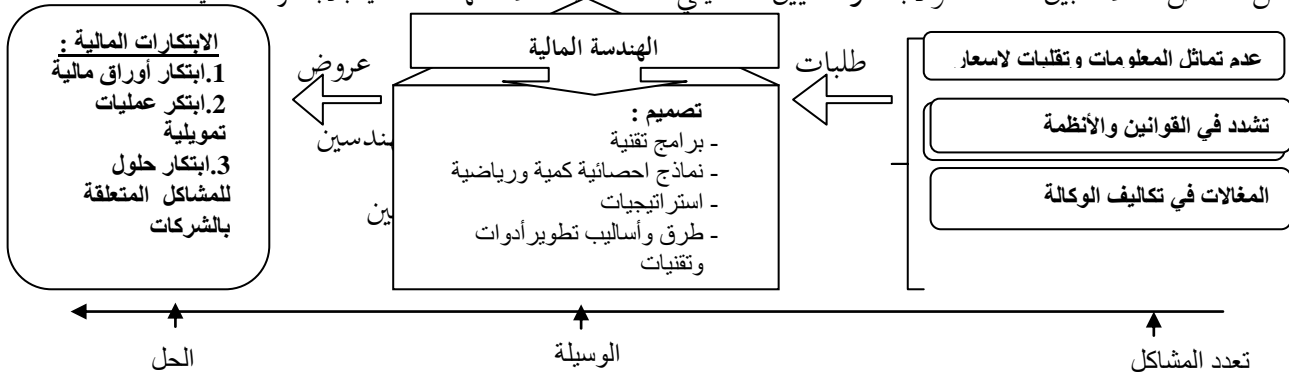 عدم تماثل المعلومات وتقلبات لاسعار
تشدد في القوانين والأنظمة
المغالات في تكاليف الوكالة
طلبات
الهندسة المالية
تصميم :
- برامج تقنية
- نماذج احصائية كمية ورياضية
- استراتيجيات
- طرق وأساليب تطويرأدوات
وتقنيات
عروض
الابتكارات المالية :
1.ابتكار أوراق مالية
2.ابتكر عمليات
تمويلية
3.ابتكار حلول
للمشاكل المتعلقة
بالشركات
تعدد المشاكل
الوسيلة
الحل